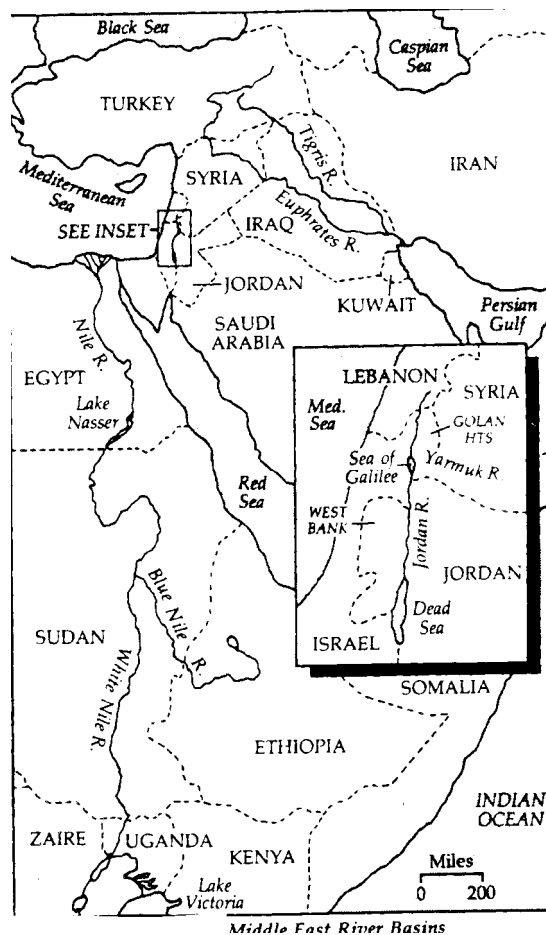 Black Sea
Caspian
Sea
TURKEY
Tigris R.
IRAN
Mediterranean
Sea
SYRIA
SEE INSET
IRAQ
Euphrates R.
JORDAN
KUWAIT
SAUDI
ARABIA
Persian
Gulf
Nile R.
EGYPT
Lake
Nasser
Red
Sea
LEBANON
SYRIA
Med.
Sea
GOLAN
HTS
Sea of
Galilee
Yarmuk R.
WEST
BANK
Jordan R.
JORDAN
Dead
Sea
ISRAEL
Blue Nile R.
SUDAN
White Nile R.
SOMALIA
ETHIOPIA
INDIAN
OCEAN
ZAIRE
UGANDA
KENYA
Miles
0 200
Lake
Victoria
Middle East River Basins